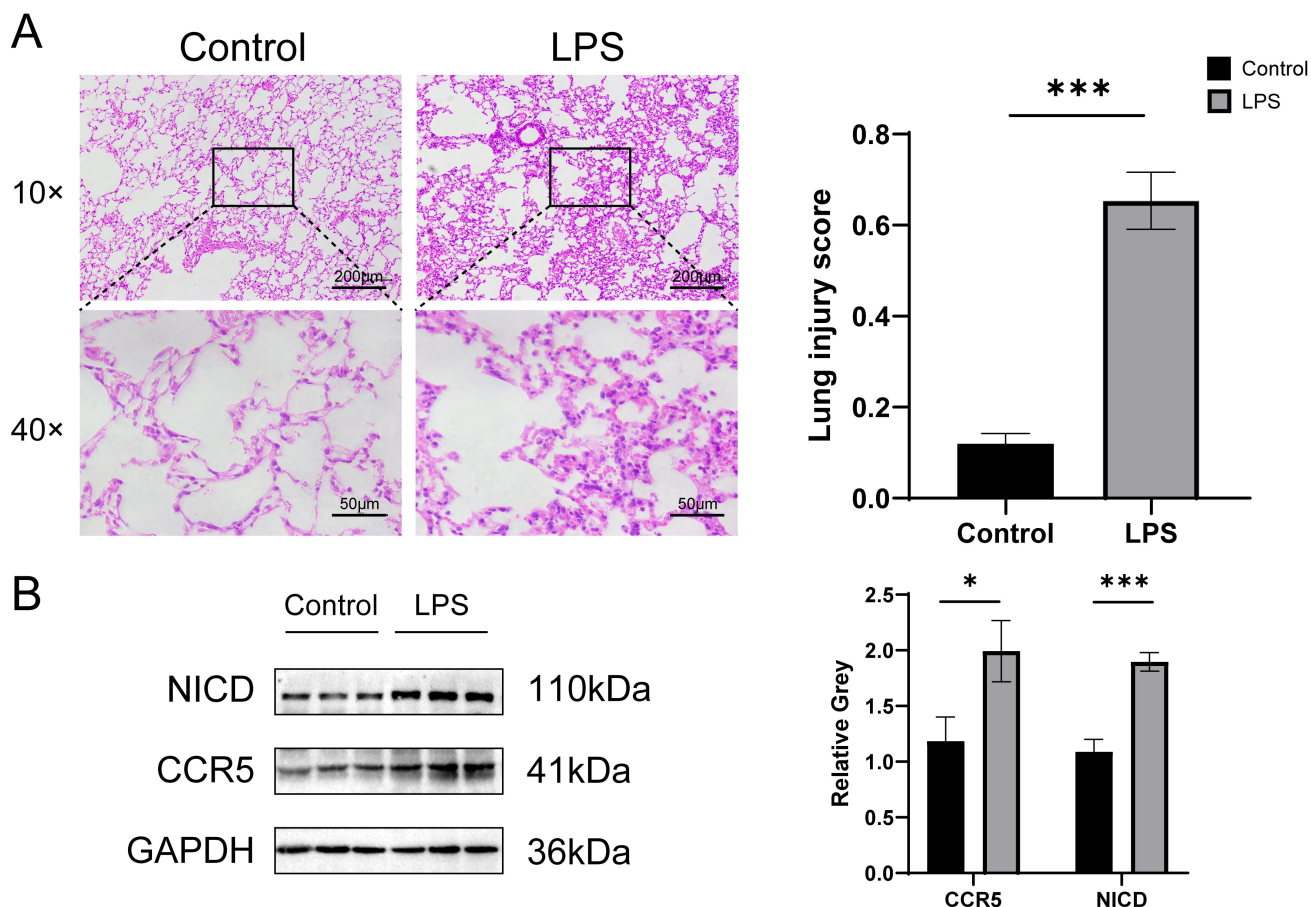 A
Control
LPS
10×
200µm
200µm
40×
50µm
50µm
Control
LPS
***
Lung injury score
0.8
0.6
0.4
0.2
0.0
Control
LPS
B
Control
LPS
NICD
110kDa
CCR5
41kDa
GAPDH
36kDa
*
***
Relative Grey
2.5
2.0
1.5
1.0
0.5
0.0
CCR5
NICD